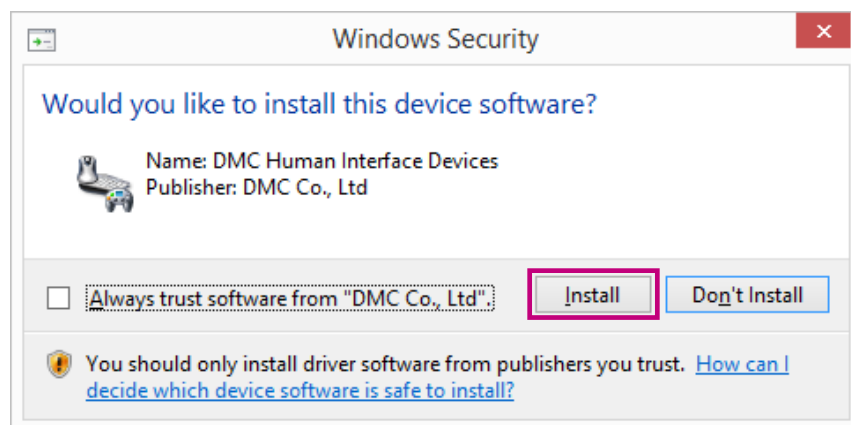 Windows Security
Would you like to install this device software?
Name: DMC Human Interface Devices
Publisher: DMC Co., Ltd
Always trust software from "DMC Co., Ltd".
Install
Don't Install
You should only install driver software from publishers you trust. How can I
decide which device software is safe to install?